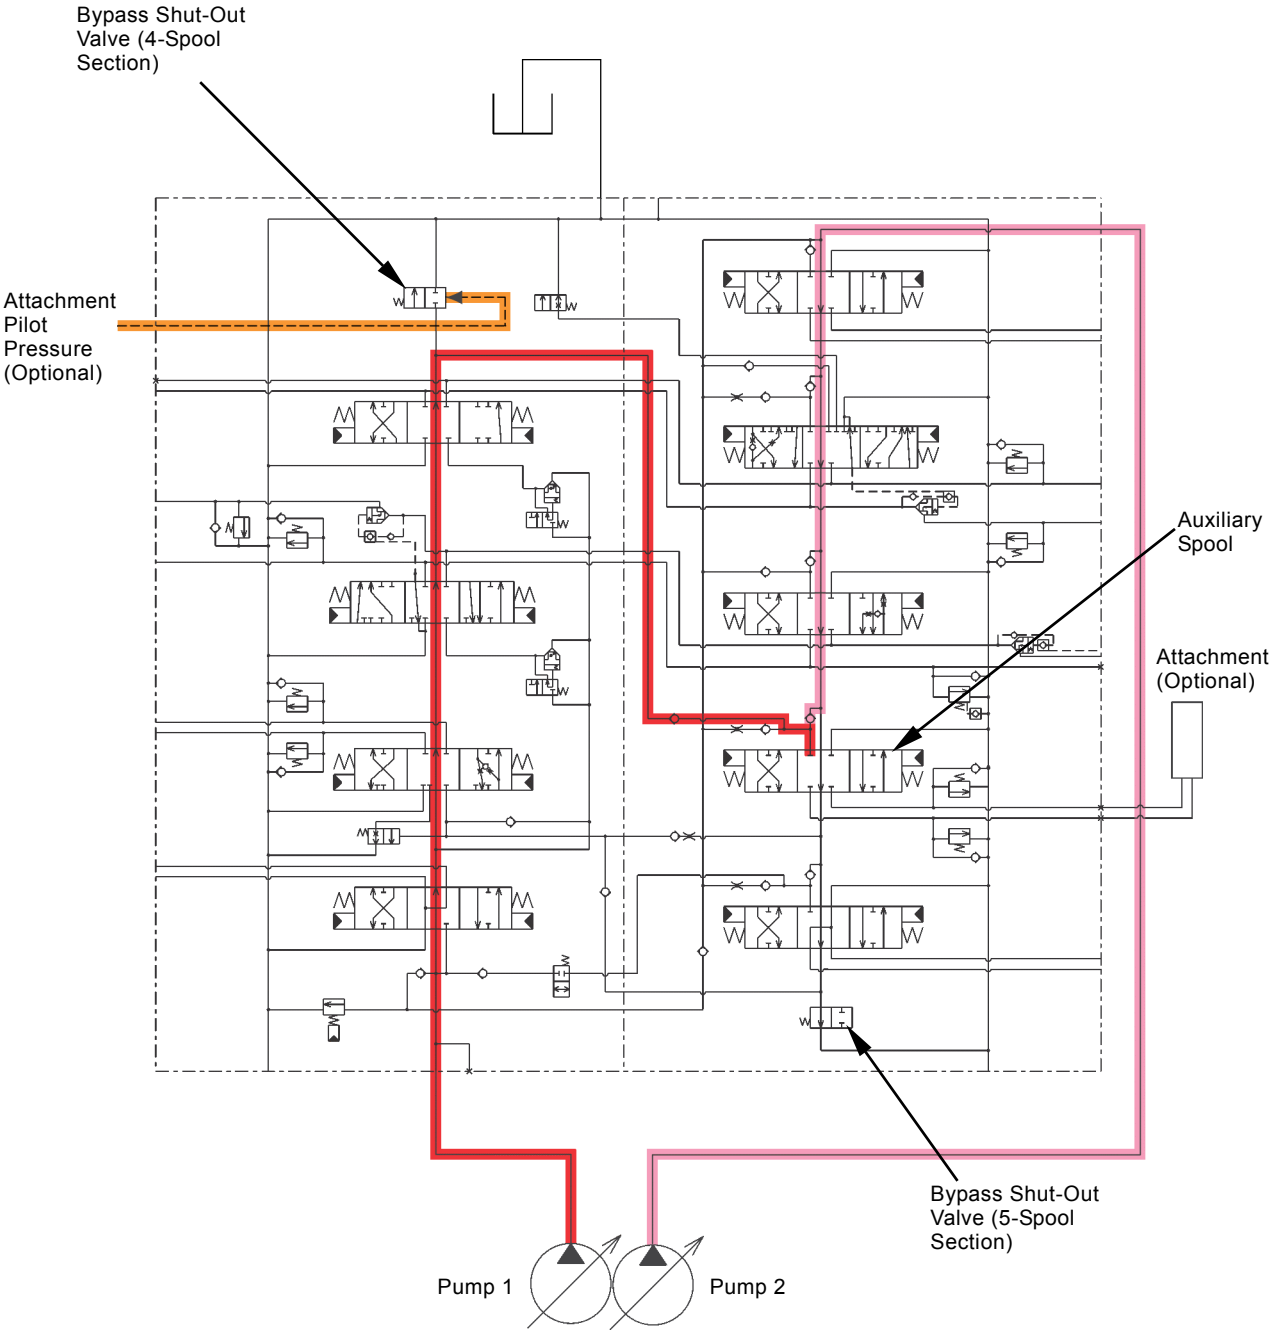 Bypass Shut-Out
Valve (4-Spool
Section)
Attachment
Pilot
Pressure
(Optional)
Auxiliary
Spool
Attachment
(Optional)
Bypass Shut-Out
Valve (5-Spool
Section)
Pump 1
Pump 2